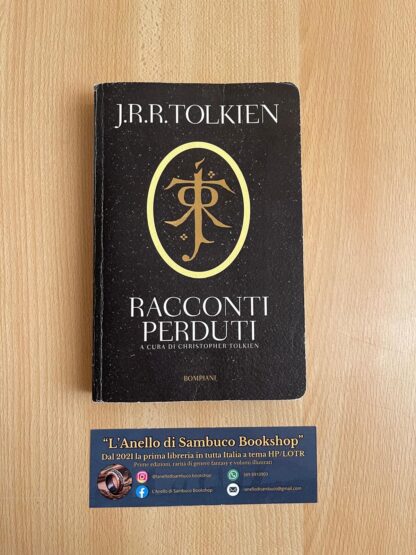 J.R.R.TOLKIEN
RACCONTI
PERDUTI
A CURA DI CHRISTOPHER TOLKIEN
BOMPIANI
“L'Anello di Sambuco Bookshop”
Dal 2021 la prima libreria in tutta Italia a tema HP/LOTR
Prime edizioni, rarità di genere fantasy e volumi illustrati
L'Anello di Sambuco Bookshop